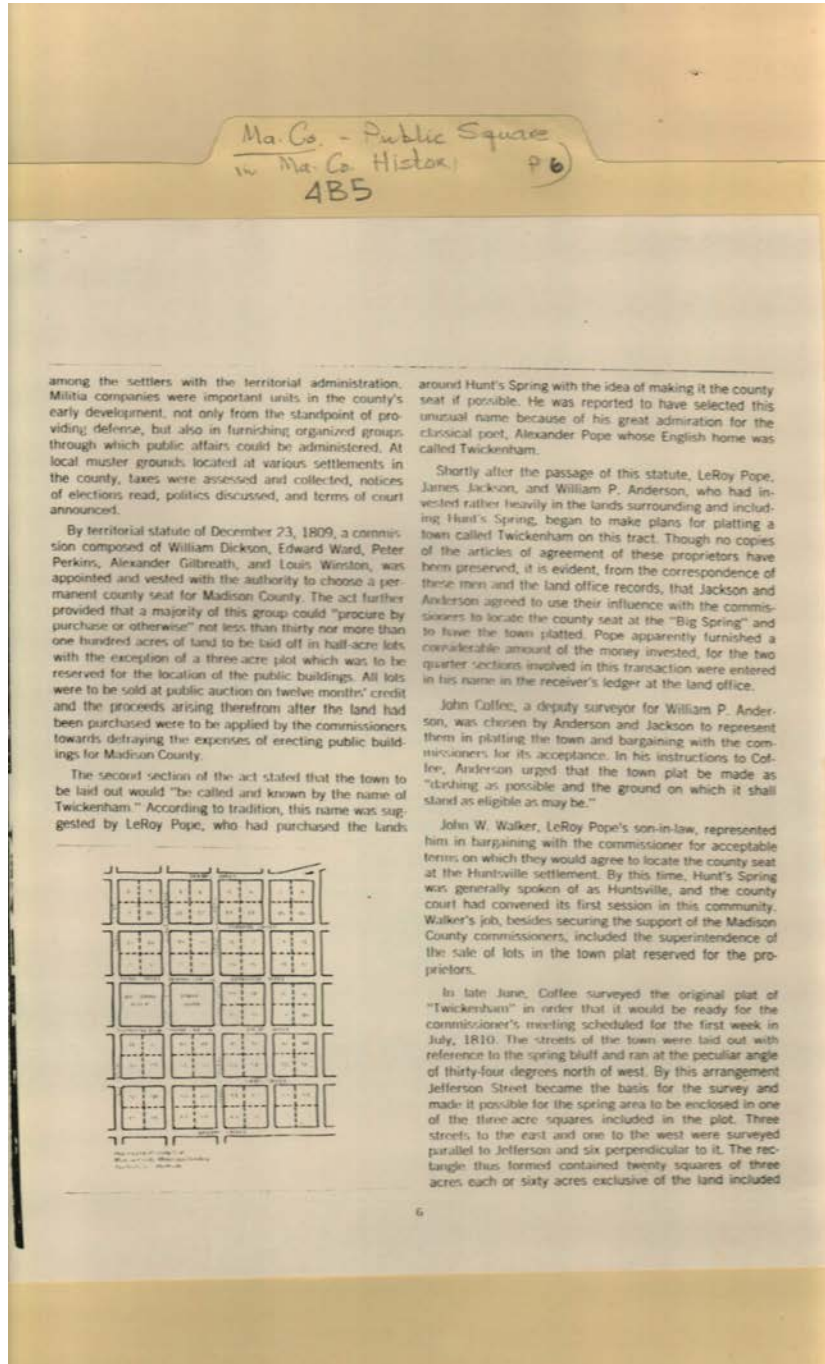 Ma. Co. - Public Square
in Ma. Co. Histor p 6)
4B5
among the settlers with the territorial administration.
Militia companies were important units in the county's
early development, not only from the standpoint of pro-
viding defense, but also in furnishing organized groups
through which public affairs could be administered. At
local muster grounds located at various settlements in
the county, taxes were assessed and collected, notices
of elections read, politics discussed, and terms of court
announced.
By territorial statute of December 23, 1809, a commis-
sion composed of William Dickson, Edward Ward, Peter
Perkins, Alexander Gilbreath, and Louis Winston, was
appointed and vested with the authority to choose a per-
manent county seat for Madison County. The act further
provided that a majority of this group could "procure by
purchase or otherwise" not less than thirty nor more than
one hundred acres of land to be laid off in half-acre lots
with the exception of a three-acre plot which was to be
reserved for the location of the public buildings. All lots
were to be sold at public auction on twelve months' credit
and the proceeds arising therefrom after the land had
been purchased were to be applied by the commissioners
towards defraying the expenses of erecting public build-
ings for Madison County.
The second section of the act stated that the town to
be laid out would "be called and known by the name of
Twickenham." According to tradition, this name was sug-
gested by LeRoy Pope, who had purchased the lands
around Hunt's Spring with the idea of making it the county
seat if possible. He was reported to have selected this
unusual name because of his great admiration for the
classical poet, Alexander Pope whose English home was
called Twickenham.
Shortly after the passage of this statute, LeRoy Pope,
James Jackson, and William P. Anderson, who had in-
vested rather heavily in the lands surrounding and includ-
ing Hunt's Spring, began to make plans for platting a
town called Twickenham on this tract. Though no copies
of the articles of agreement of these proprietors have
been preserved, it is evident, from the correspondence of
these men and the land office records, that Jackson and
Anderson agreed to use their influence with the commis-
sioners to locate the county seat at the "Big Spring" and
to have the town platted. Pope apparently furnished a
considerable amount of the money invested, for the two
quarter sections involved in this transaction were entered
in his name in the receiver's ledger at the land office.
John Coffee, a deputy surveyor for William P. Ander-
son, was chosen by Anderson and Jackson to represent
them in platting the town and bargaining with the com-
missioners for its acceptance. In his instructions to Cof-
fee, Anderson urged that the town plat be made as
"dashing as possible and the ground on which it shall
stand as eligible as may be."
John W. Walker, LeRoy Pope's son-in-law, represented
him in bargaining with the commissioner for acceptable
terms on which they would agree to locate the county seat
at the Huntsville settlement. By this time, Hunt's Spring
was generally spoken of as Huntsville, and the county
court had convened its first session in this community.
Walker's job, besides securing the support of the Madison
County commissioners, included the superintendence of
the sale of lots in the town plat reserved for the pro-
prietors.
In late June, Coffee surveyed the original plat of
"Twickenham" in order that it would be ready for the
commissioner's meeting scheduled for the first week in
July, 1810. The streets of the town were laid out with
reference to the spring bluff and ran at the peculiar angle
of thirty-four degrees north of west. By this arrangement
Jefferson Street became the basis for the survey and
made it possible for the spring area to be enclosed in one
of the three-acre squares included in the plot. Three
streets to the east and one to the west were surveyed
parallel to Jefferson and six perpendicular to it. The rec-
tangle thus formed contained twenty squares of three
acres each or sixty acres exclusive of the land included
6